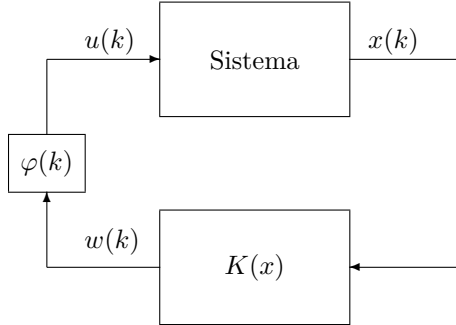 u(k)
Sistema
x(k)
φ(k)
w(k)
K(x)